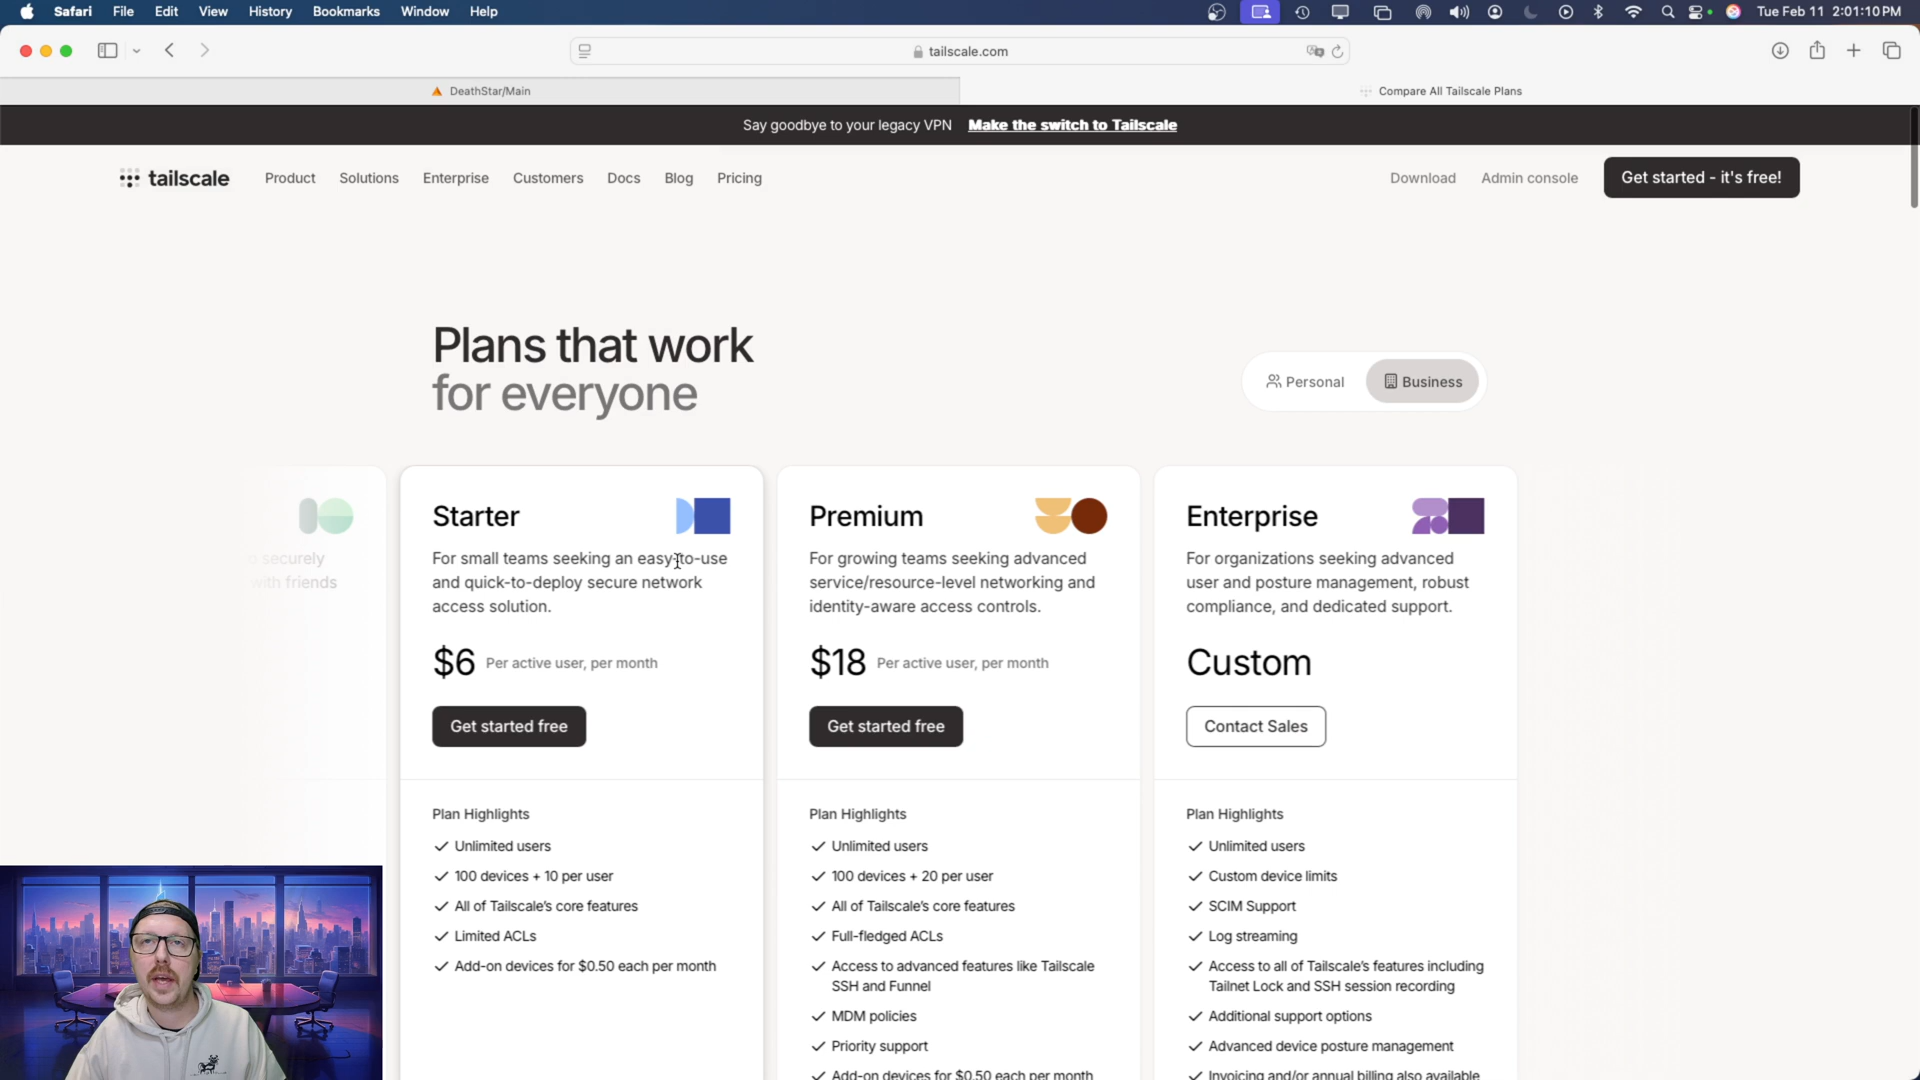 Safari File Edit View History Bookmarks Window Help Tue Feb 11 2:01:10 PM
tailscale.com
DeathStar/Main Compare All Tailscale Plans
Say goodbye to your legacy VPN Make the switch to Tailscale
tailscale Product Solutions Enterprise Customers Docs Blog Pricing Download Admin console Get started - it's free!
Plans that work
for everyone
Personal Business
securely
with friends
Starter
For small teams seeking an easy-to-use
and quick-to-deploy secure network
access solution.
$6 Per active user, per month
Get started free
Plan Highlights
Unlimited users
100 devices + 10 per user
All of Tailscale's core features
Limited ACLs
Add-on devices for $0.50 each per month
Premium
For growing teams seeking advanced
service/resource-level networking and
identity-aware access controls.
$18 Per active user, per month
Get started free
Plan Highlights
Unlimited users
100 devices + 20 per user
All of Tailscale's core features
Full-fledged ACLs
Access to advanced features like Tailscale
SSH and Funnel
MDM policies
Priority support
Add-on devices for $0.50 each per month
Enterprise
For organizations seeking advanced
user and posture management, robust
compliance, and dedicated support.
Custom
Contact Sales
Plan Highlights
Unlimited users
Custom device limits
SCIM Support
Log streaming
Access to all of Tailscale's features including
Tailnet Lock and SSH session recording
Additional support options
Advanced device posture management
Invoicing and/or annual billing also available